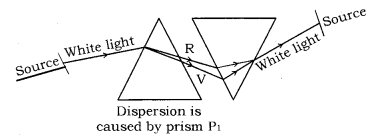 Source
White light
R
V
White light
Source
Dispersion is
caused by prism P1